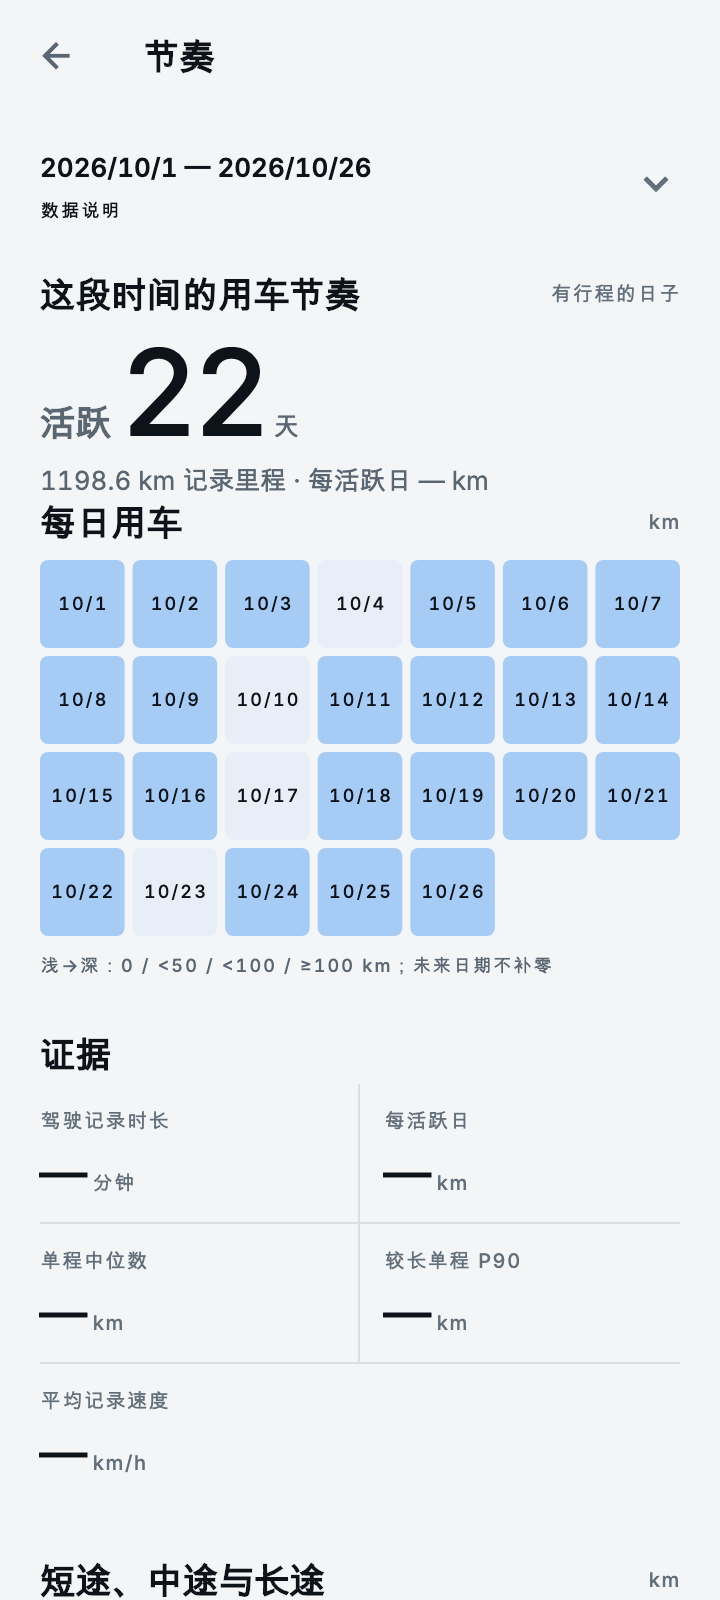 节奏
2026/10/1 — 2026/10/26
数据说明
这段时间的用车节奏 有行程的日子
活跃 22 天
1198.6 km 记录里程 · 每活跃日 — km
每日用车 km
10/1 10/2 10/3 10/4 10/5 10/6 10/7
10/8 10/9 10/10 10/11 10/12 10/13 10/14
10/15 10/16 10/17 10/18 10/19 10/20 10/21
10/22 10/23 10/24 10/25 10/26
浅→深：0 / <50 / <100 / ≥100 km；未来日期不补零
证据
驾驶记录时长 每活跃日
— 分钟 — km
单程中位数 较长单程 P90
— km — km
平均记录速度
— km/h
短途、中途与长途 km